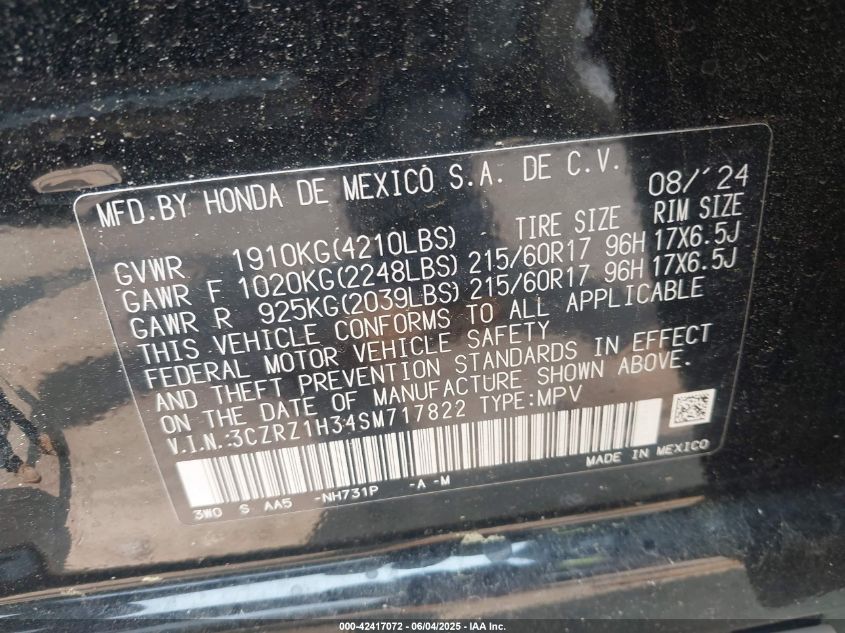 MFD.BY HONDA DE MEXICO S.A. DE C.V. 08/'24
TIRE SIZE RIM SIZE
GVWR 1910KG(4210LBS)
GAWR F 1020KG(2248LBS) 215/60R17 96H 17X6.5J
GAWR R 925KG(2039LBS) 215/60R17 96H 17X6.5J
THIS VEHICLE CONFORMS TO ALL APPLICABLE
FEDERAL MOTOR VEHICLE SAFETY
AND THEFT PREVENTION STANDARDS IN EFFECT
ON THE DATE OF MANUFACTURE SHOWN ABOVE.
V.I.N.:3CZRZ1H34SM717822 TYPE:MPV
MADE IN MEXICO
3W0 S AA5 -NH731P -A -M
000-42417072 - 06/04/2025 - IAA Inc.